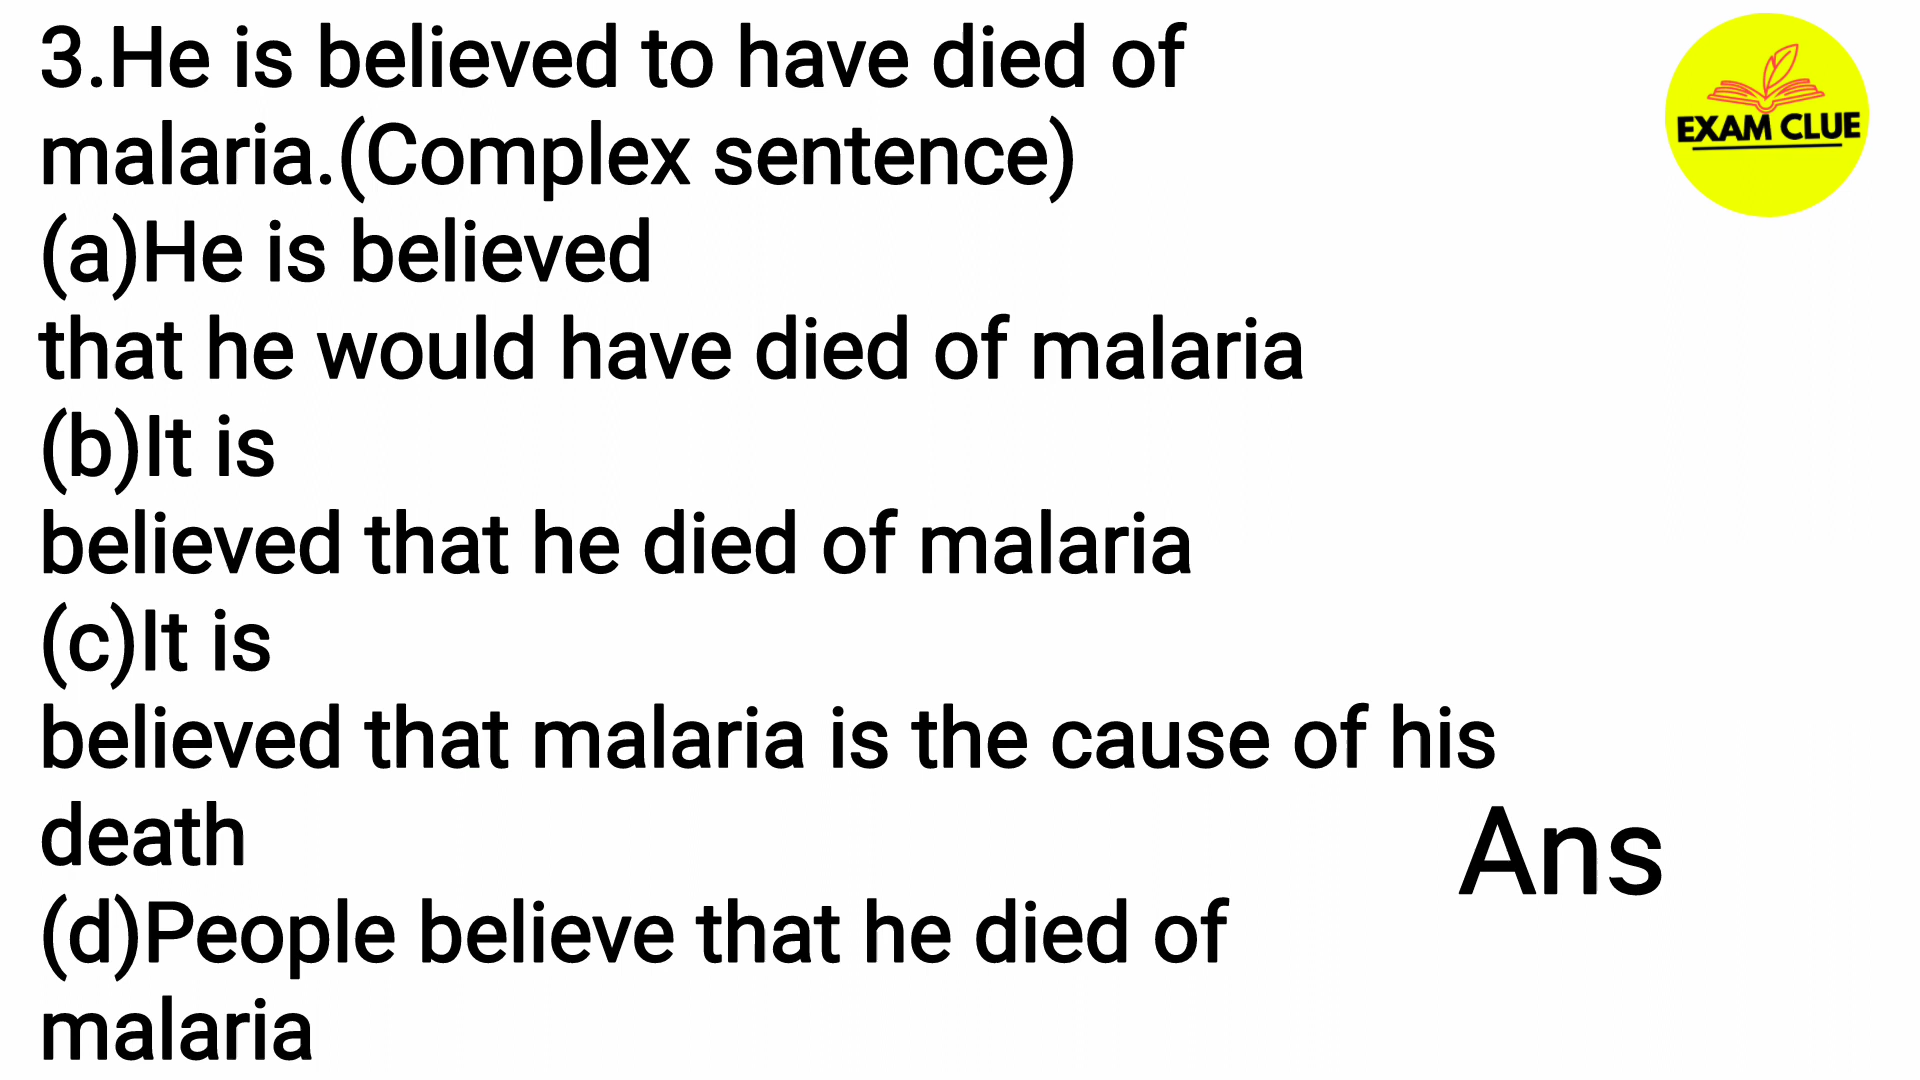 3.He is believed to have died of
malaria.(Complex sentence)
(a)He is believed
that he would have died of malaria
(b)It is
believed that he died of malaria
(c)It is
believed that malaria is the cause of his
death
(d)People believe that he died of
malaria
Ans
EXAM CLUE